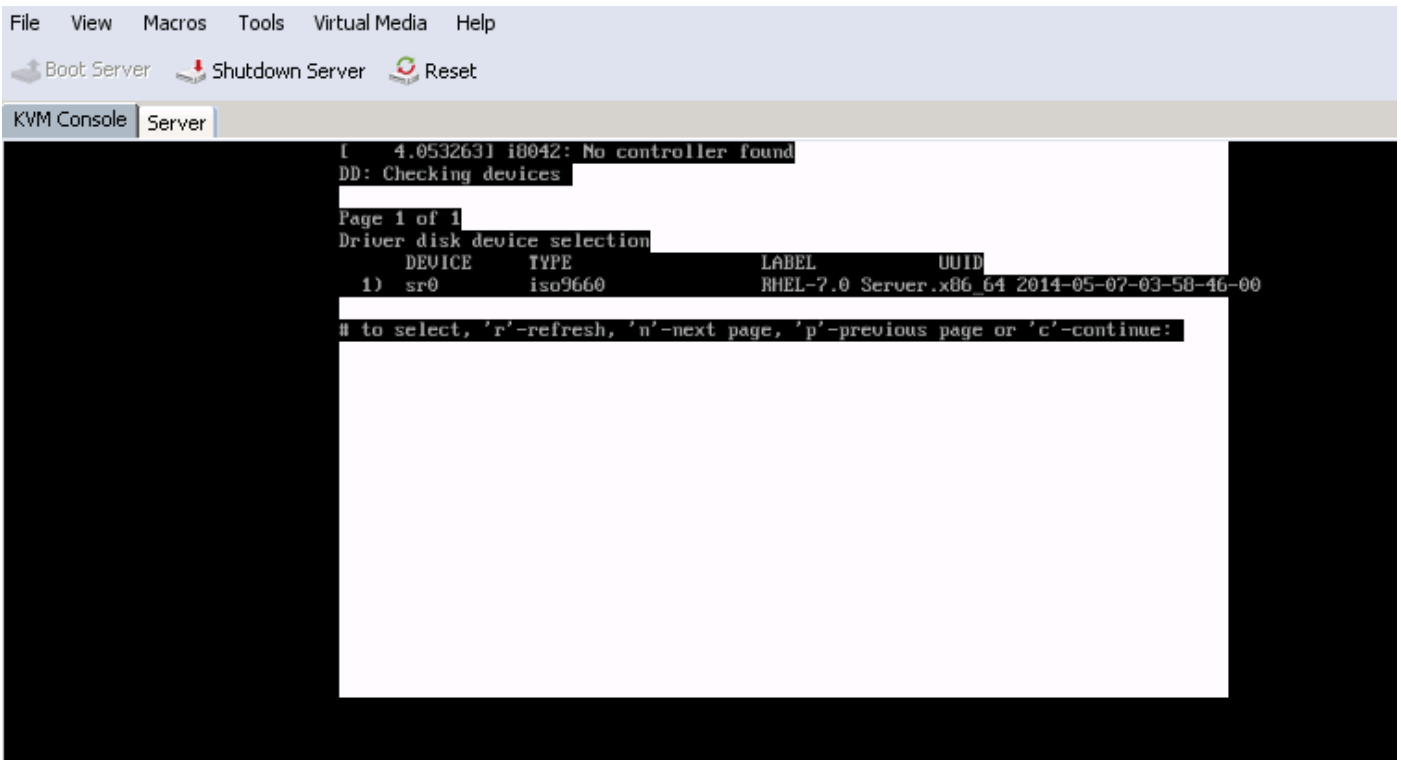 File View Macros Tools Virtual Media Help
Boot Server Shutdown Server Reset
KVM Console Server
[    4.053263] i8042: No controller found
DD: Checking devices
Page 1 of 1
Driver disk device selection
DEVICE TYPE LABEL UUID
1) sr0 iso9660 RHEL-7.0 Server.x86_64 2014-05-07-03-58-46-00
# to select, 'r'-refresh, 'n'-next page, 'p'-previous page or 'c'-continue: